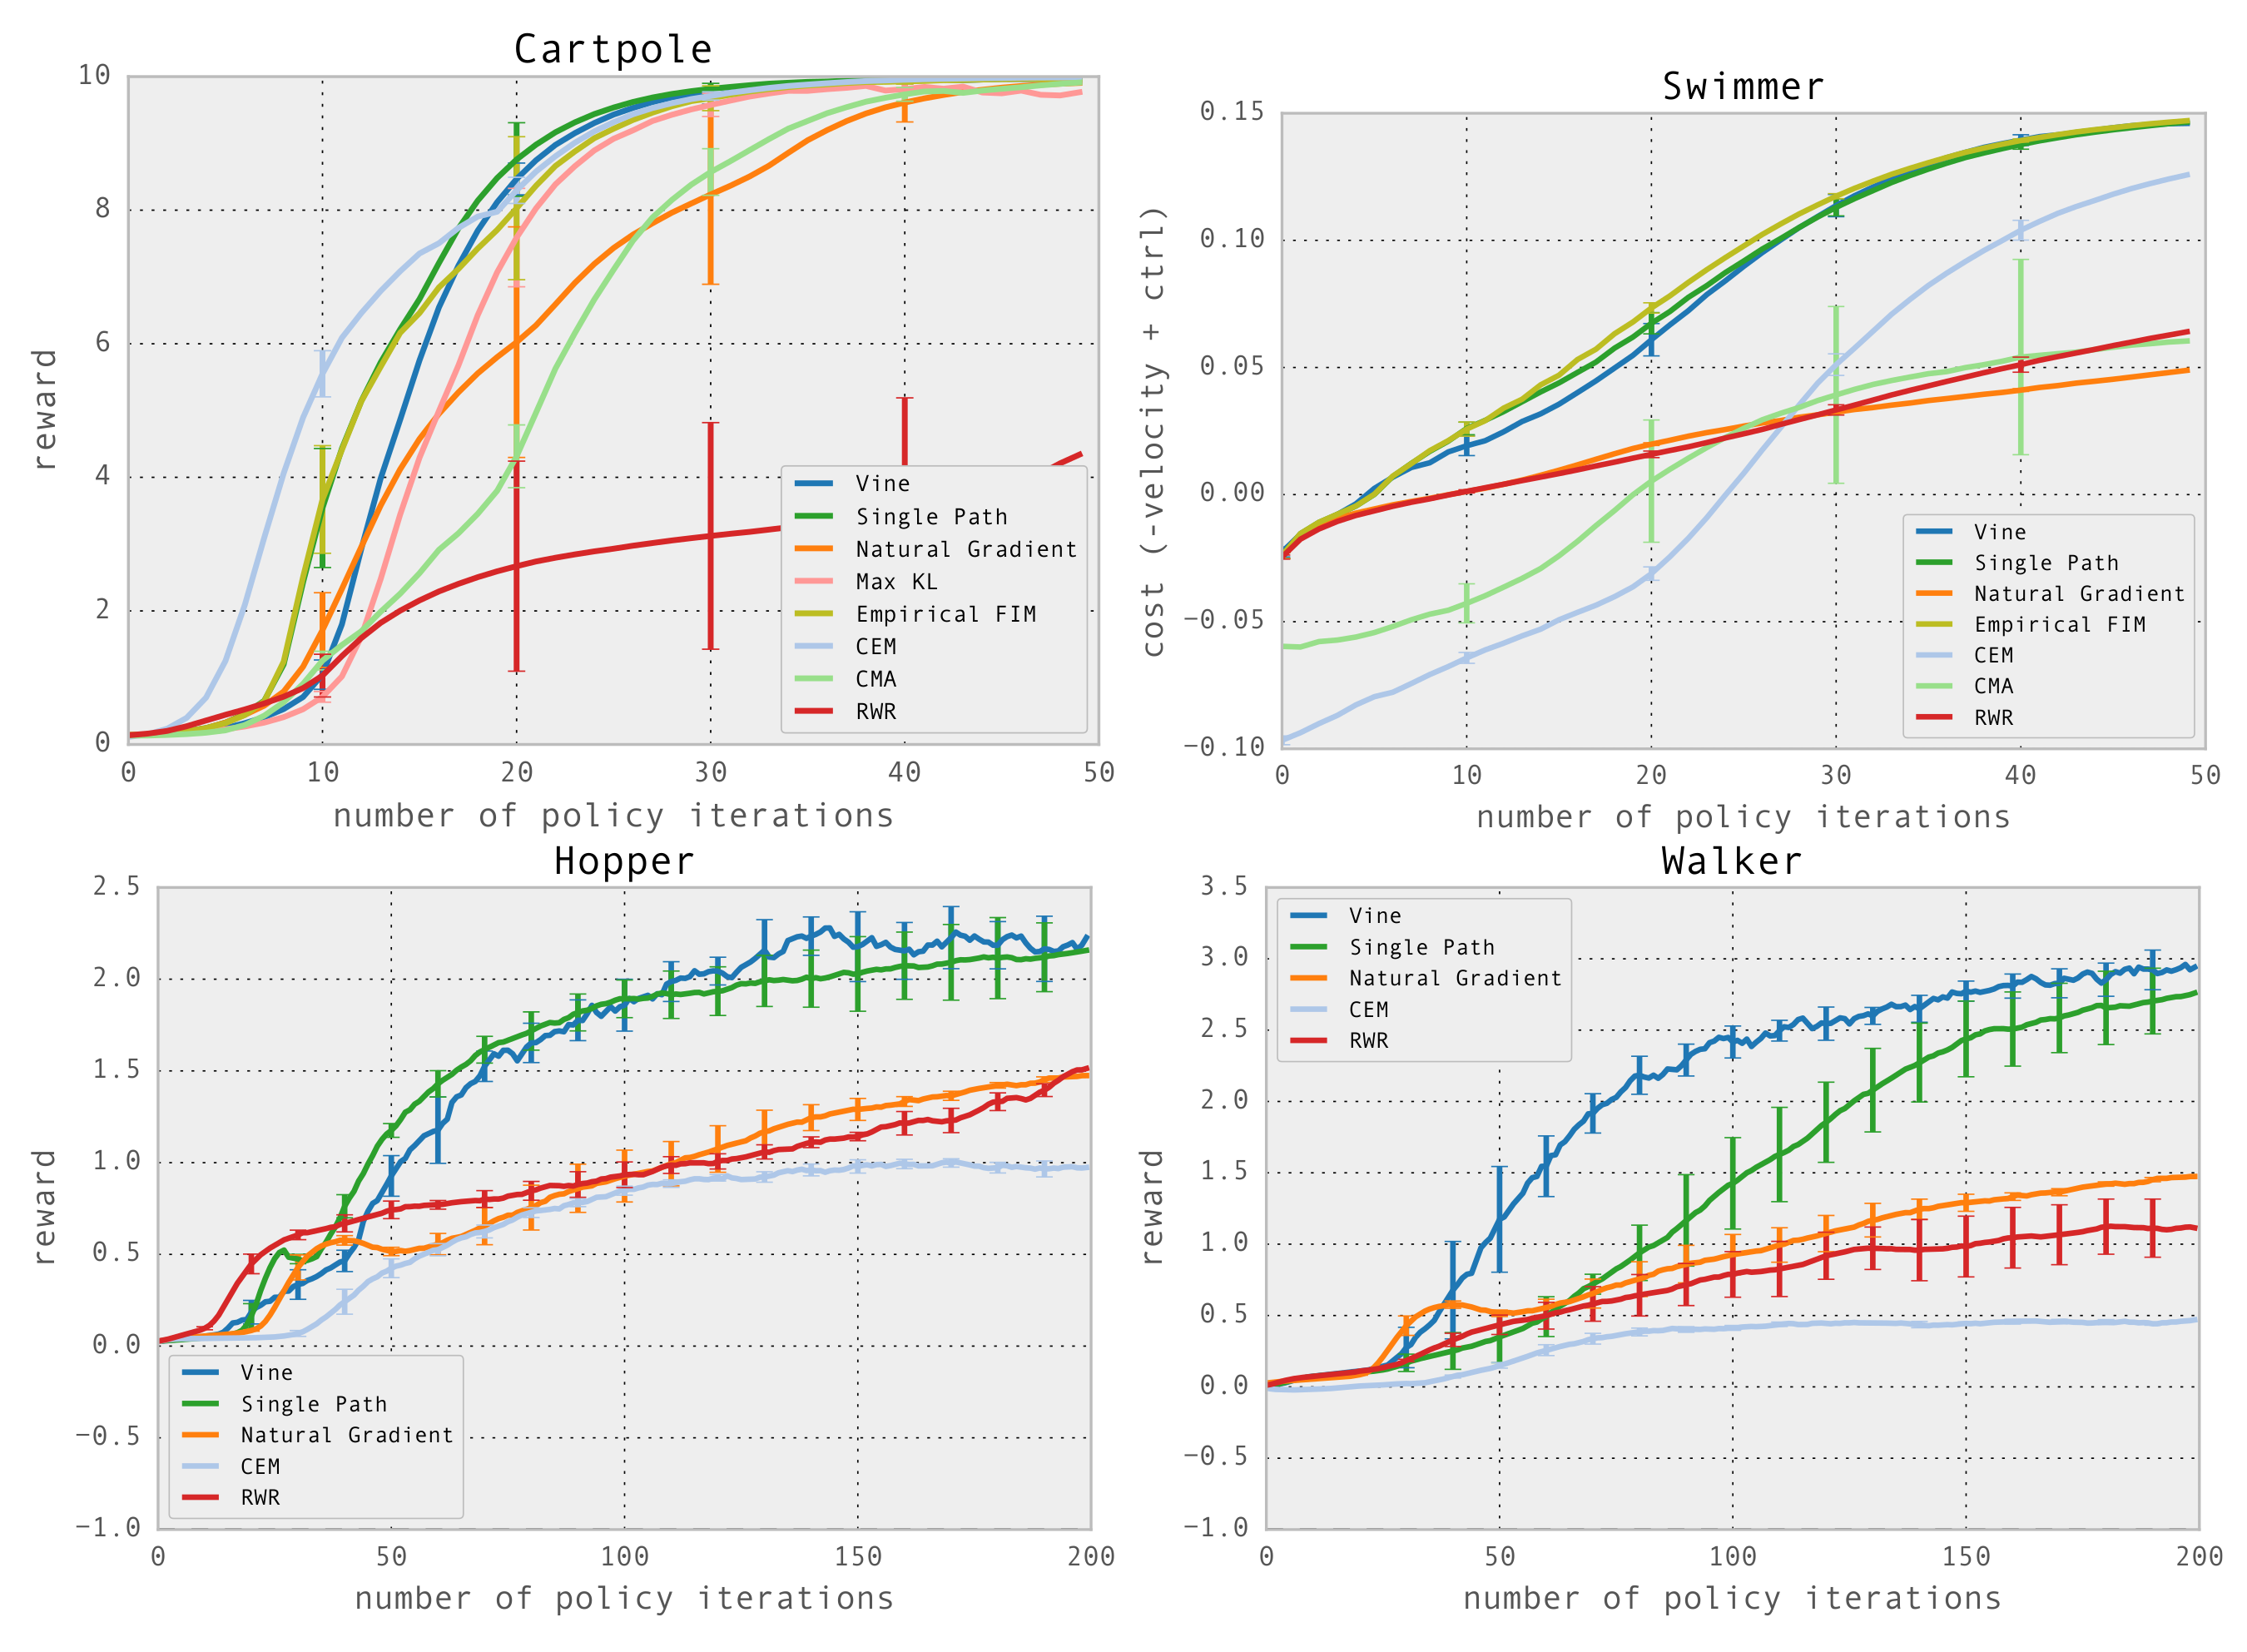 Cartpole
10
8
6
4
2
0
reward
0 10 20 30 40 50
number of policy iterations
Vine
Single Path
Natural Gradient
Max KL
Empirical FIM
CEM
CMA
RWR
Swimmer
0.15
0.10
0.05
0.00
−0.05
−0.10
cost (-velocity + ctrl)
0 10 20 30 40 50
number of policy iterations
Vine
Single Path
Natural Gradient
Empirical FIM
CEM
CMA
RWR
Hopper
2.5
2.0
1.5
1.0
0.5
0.0
−0.5
−1.0
reward
0 50 100 150 200
number of policy iterations
Vine
Single Path
Natural Gradient
CEM
RWR
Walker
3.5
3.0
2.5
2.0
1.5
1.0
0.5
0.0
−0.5
−1.0
reward
0 50 100 150 200
number of policy iterations
Vine
Single Path
Natural Gradient
CEM
RWR